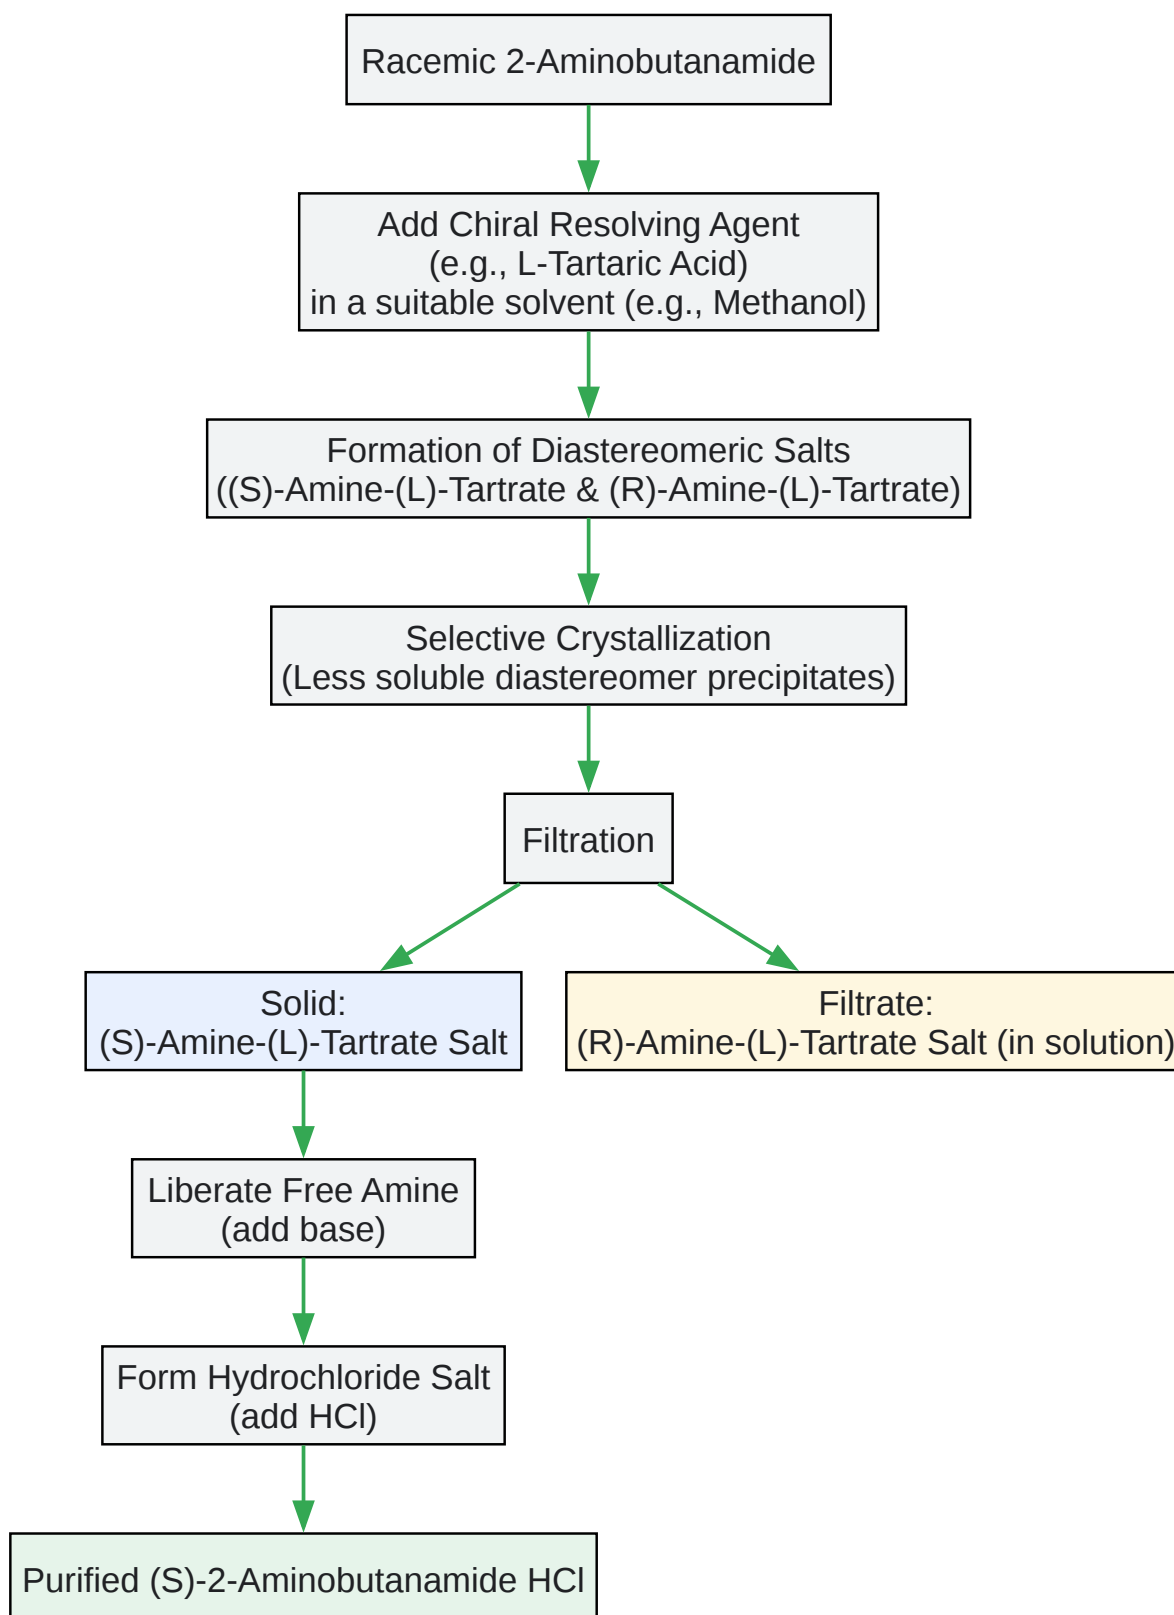 Racemic 2-Aminobutanamide
Add Chiral Resolving Agent
(e.g., L-Tartaric Acid)
in a suitable solvent (e.g., Methanol)
Formation of Diastereomeric Salts
((S)-Amine-(L)-Tartrate & (R)-Amine-(L)-Tartrate)
Selective Crystallization
(Less soluble diastereomer precipitates)
Filtration
Solid:
(S)-Amine-(L)-Tartrate Salt
Filtrate:
(R)-Amine-(L)-Tartrate Salt (in solution)
Liberate Free Amine
(add base)
Form Hydrochloride Salt
(add HCl)
Purified (S)-2-Aminobutanamide HCl